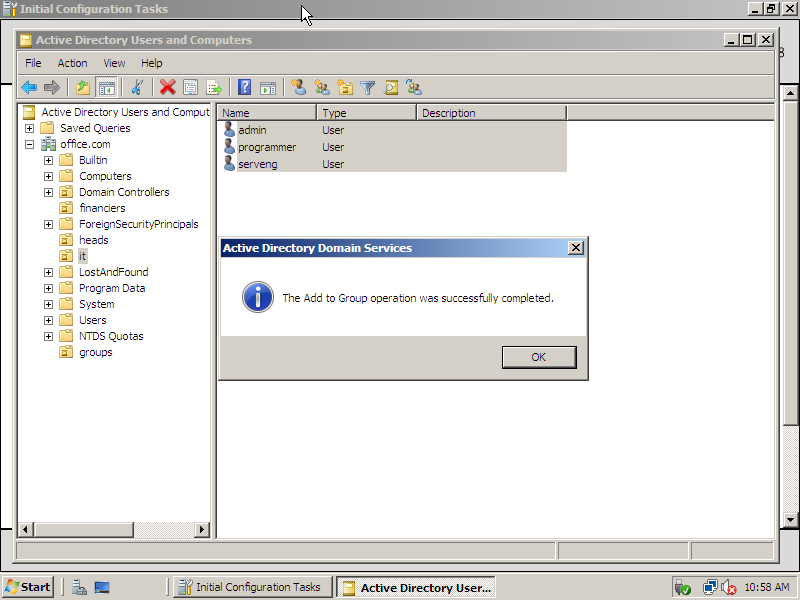 Initial Configuration Tasks
Active Directory Users and Computers
File Action View Help
Active Directory Users and Comput
Saved Queries
office.com
Builtin
Computers
Domain Controllers
financiers
ForeignSecurityPrincipals
heads
it
LostAndFound
Program Data
System
Users
NTDS Quotas
groups
Name Type Description
admin User
programmer User
serveng User
Active Directory Domain Services
The Add to Group operation was successfully completed.
OK
Start
Initial Configuration Tasks
Active Directory User...
10:58 AM